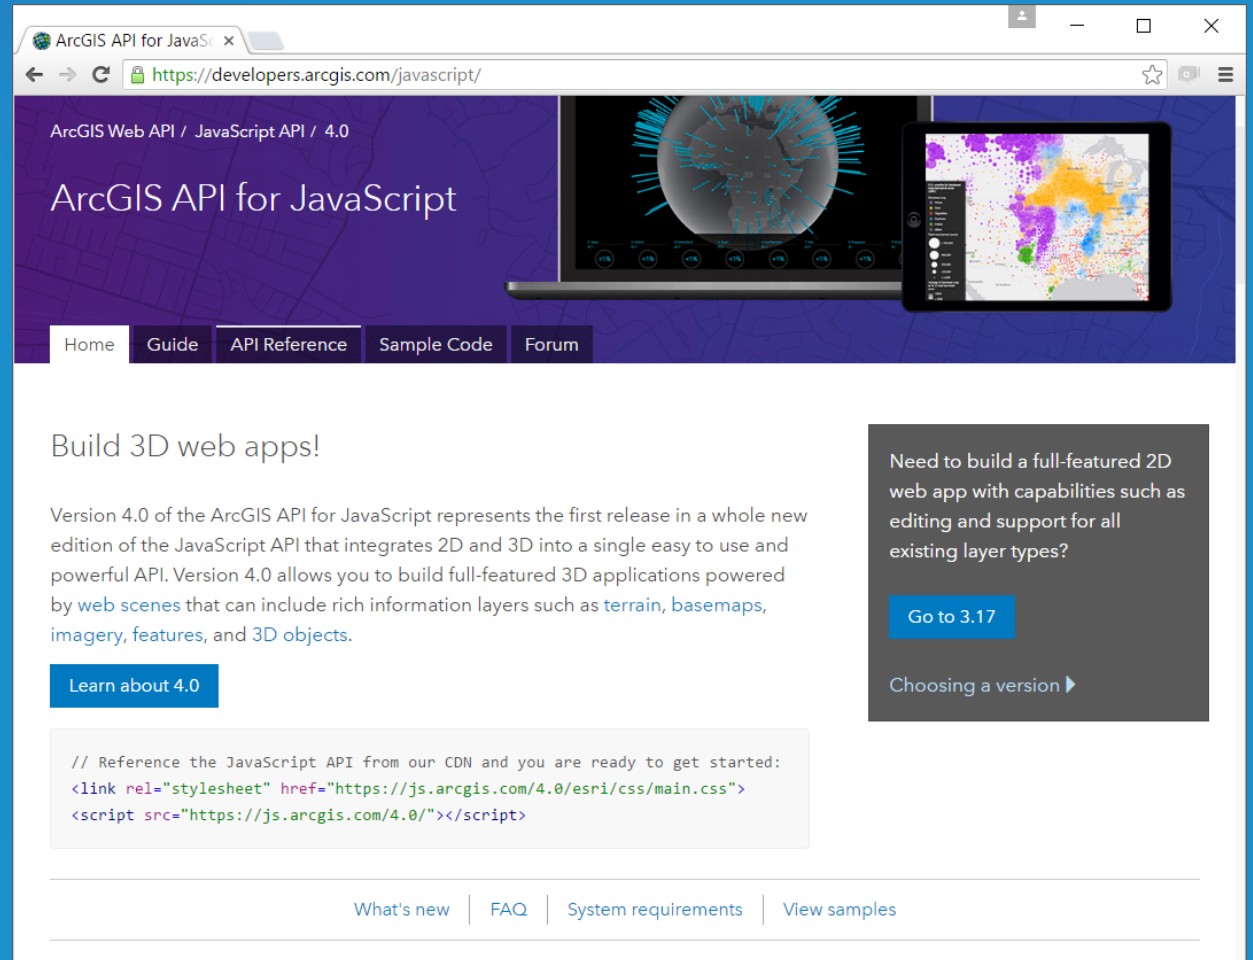 ArcGIS API for JavaSc
https://developers.arcgis.com/javascript/
ArcGIS Web API / JavaScript API / 4.0
ArcGIS API for JavaScript
<1% <1% <1% <1% <1% <1% <1%
Home Guide API Reference Sample Code Forum
Build 3D web apps!
Version 4.0 of the ArcGIS API for JavaScript represents the first release in a whole new
edition of the JavaScript API that integrates 2D and 3D into a single easy to use and
powerful API. Version 4.0 allows you to build full-featured 3D applications powered
by web scenes that can include rich information layers such as terrain, basemaps,
imagery, features, and 3D objects.
Learn about 4.0
Need to build a full-featured 2D
web app with capabilities such as
editing and support for all
existing layer types?
Go to 3.17
Choosing a version
// Reference the JavaScript API from our CDN and you are ready to get started:
<link rel="stylesheet" href="https://js.arcgis.com/4.0/esri/css/main.css">
<script src="https://js.arcgis.com/4.0/"></script>
What's new FAQ System requirements View samples